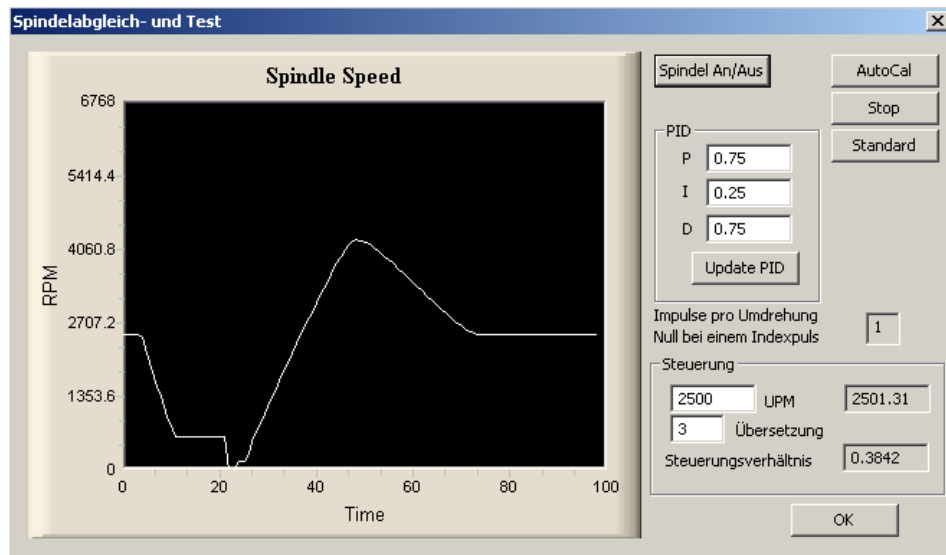 Spindelabgleich- und Test
Spindle Speed
6768
5414.4
4060.8
2707.2
1353.6
0
RPM
0 20 40 60 80 100
Time
Spindel An/Aus
AutoCal
Stop
Standard
PID
P 0.75
I 0.25
D 0.75
Update PID
Impulse pro Umdrehung
Null bei einem Indexpuls
1
Steuerung
2500 UPM 2501.31
3 Übersetzung
Steuerungsverhältnis 0.3842
OK